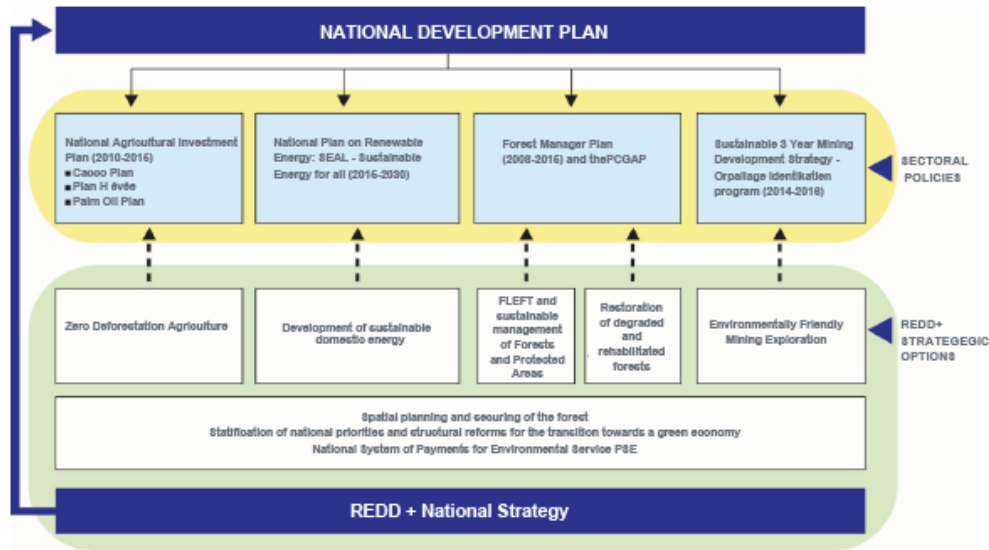 NATIONAL DEVELOPMENT PLAN
National Agricultural Investment
Plan (2010-2015)
■ Caooo Plan
■ Plan H évée
■ Palm Oil Plan
National Plan on Renewable
Energy: SEAL - Sustainable
Energy for all (2015-2030)
Forest Manager Plan
(2008-2015) and thePCGAP
Sustainable 3 Year Mining
Development Strategy -
Orpaillage Identikation
program (2014-2016)
SECTORAL
POLICIES
Zero Deforestation Agriculture
Development of sustainable
domestic energy
FLEFT and
sustainable
management
of Forests
and Protected
Areas
Restoration
of degraded
and
rehabilitated
forests
Environmentally Friendly
Mining Exploration
REDD+
STRATEGEGIC
OPTIONS
Spatial planning and securing of the forest
Statifioation of national priorities and structural reforms for the transition towards a green economy
National System of Payments for Environmental Service PSE
REDD + National Strategy